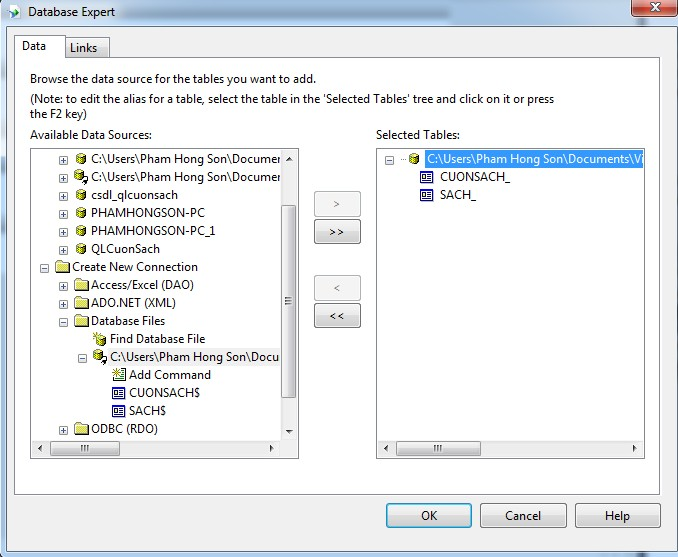 Database Expert
Data
Links
Browse the data source for the tables you want to add.
(Note: to edit the alias for a table, select the table in the 'Selected Tables' tree and click on it or press
the F2 key)
Available Data Sources:
C:\Users\Pham Hong Son\Documen
C:\Users\Pham Hong Son\Documen
csdl_qlcuonsach
PHAMHONGSON-PC
PHAMHONGSON-PC_1
QLCuonSach
Create New Connection
Access/Excel (DAO)
ADO.NET (XML)
Database Files
Find Database File
C:\Users\Pham Hong Son\Docu
Add Command
CUONSACH$
SACH$
ODBC (RDO)
>
>>
<
<<
Selected Tables:
C:\Users\Pham Hong Son\Documents\Vi
CUONSACH_
SACH_
OK
Cancel
Help